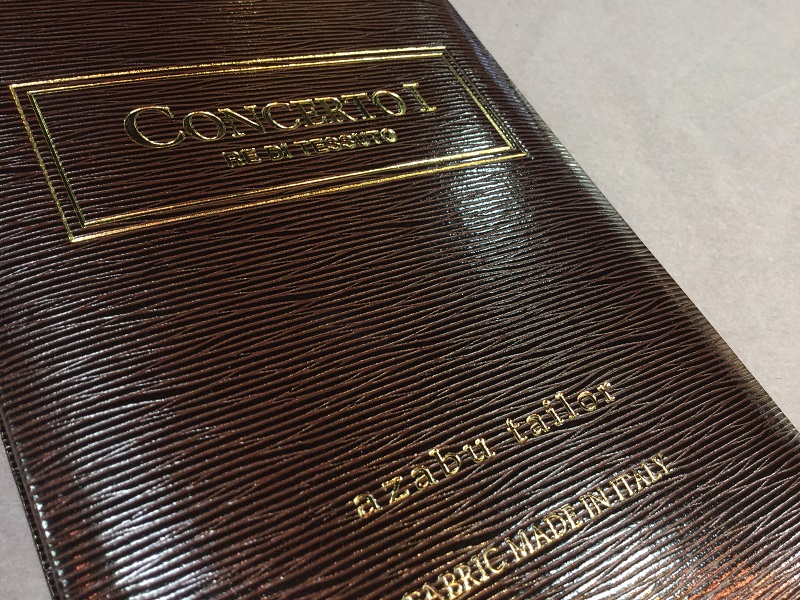 CONCERTO I
RE DI TESSUTO
azabu tailor
FABRIC MADE IN ITALY